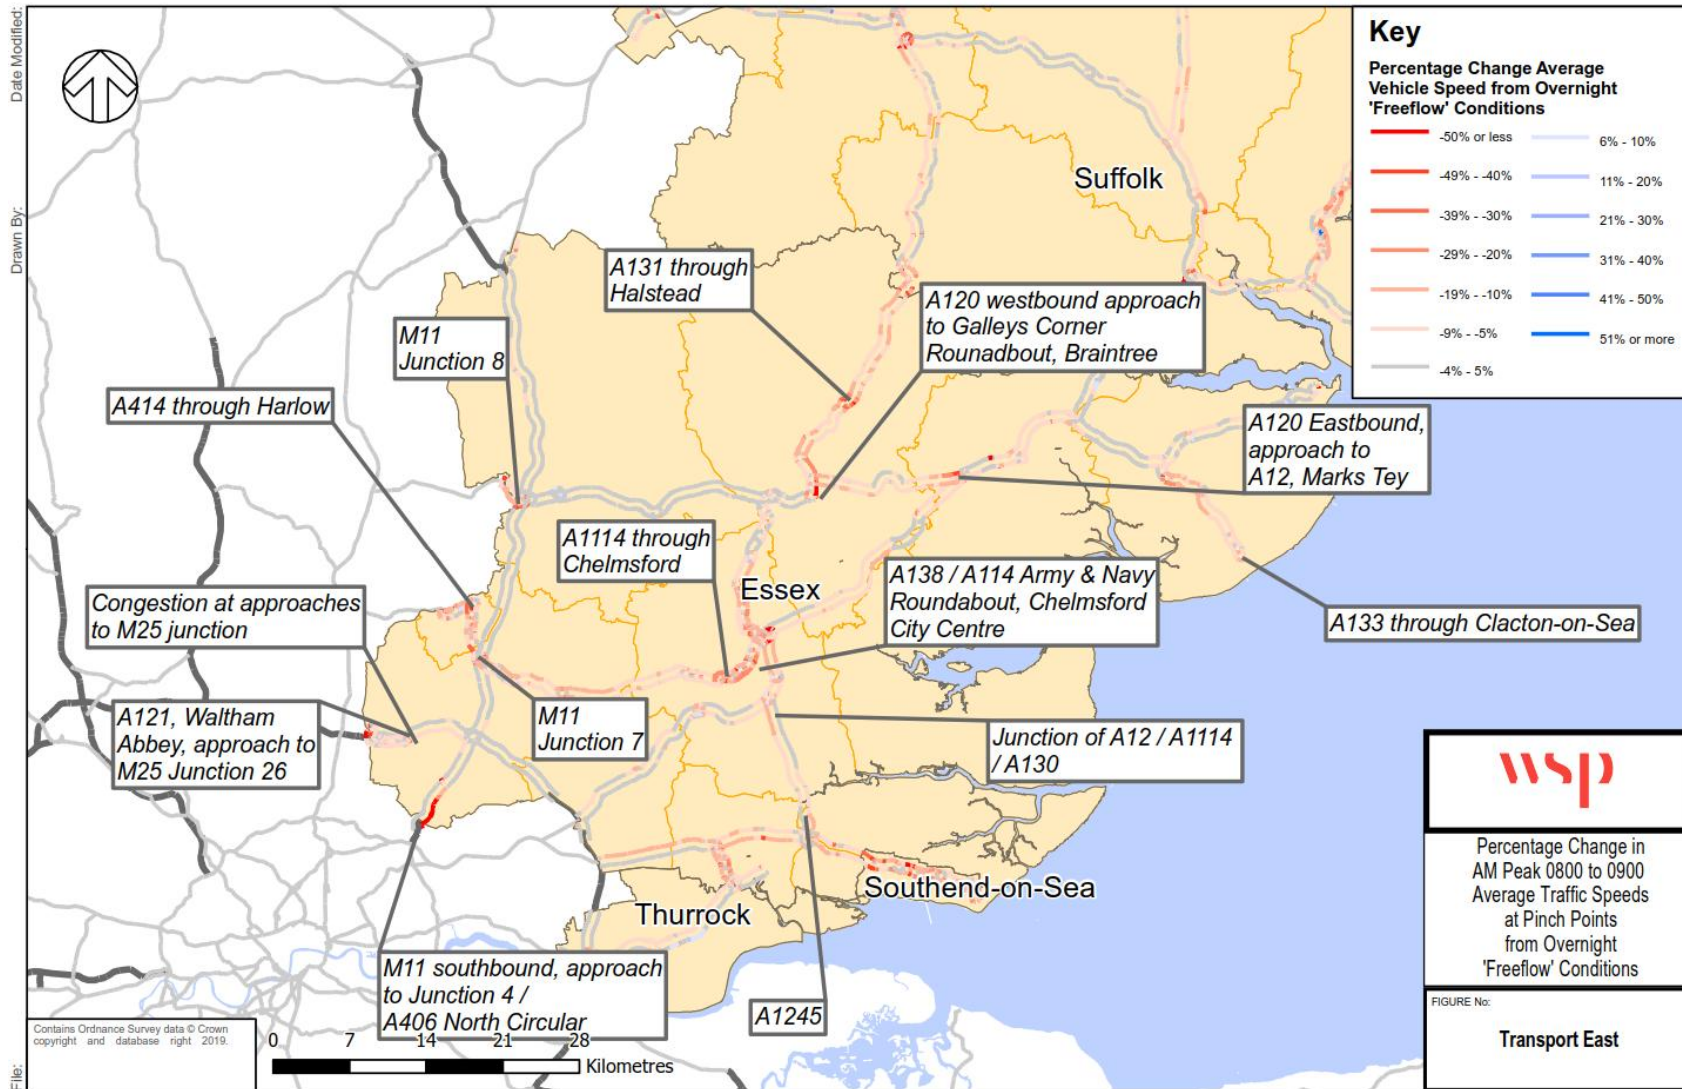 Date Modified:
Drawn By:
File:
Key
Percentage Change Average
Vehicle Speed from Overnight
'Freeflow' Conditions
-50% or less
-49% - -40%
-39% - -30%
-29% - -20%
-19% - -10%
-9% - -5%
-4% - 5%
6% - 10%
11% - 20%
21% - 30%
31% - 40%
41% - 50%
51% or more
Suffolk
A131 through
Halstead
A120 westbound approach
to Galleys Corner
Rounadbout, Braintree
M11
Junction 8
A414 through Harlow
A120 Eastbound,
approach to
A12, Marks Tey
A1114 through
Chelmsford
Essex
A138 / A114 Army & Navy
Roundabout, Chelmsford
City Centre
Congestion at approaches
to M25 junction
A133 through Clacton-on-Sea
A121, Waltham
Abbey, approach to
M25 Junction 26
M11
Junction 7
Junction of A12 / A1114
/ A130
Southend-on-Sea
Thurrock
M11 southbound, approach
to Junction 4 /
A406 North Circular
A1245
wsp
Percentage Change in
AM Peak 0800 to 0900
Average Traffic Speeds
at Pinch Points
from Overnight
'Freeflow' Conditions
FIGURE No:
Transport East
Contains Ordnance Survey data © Crown
copyright and database right 2019.
0 7 14 21 28
Kilometres